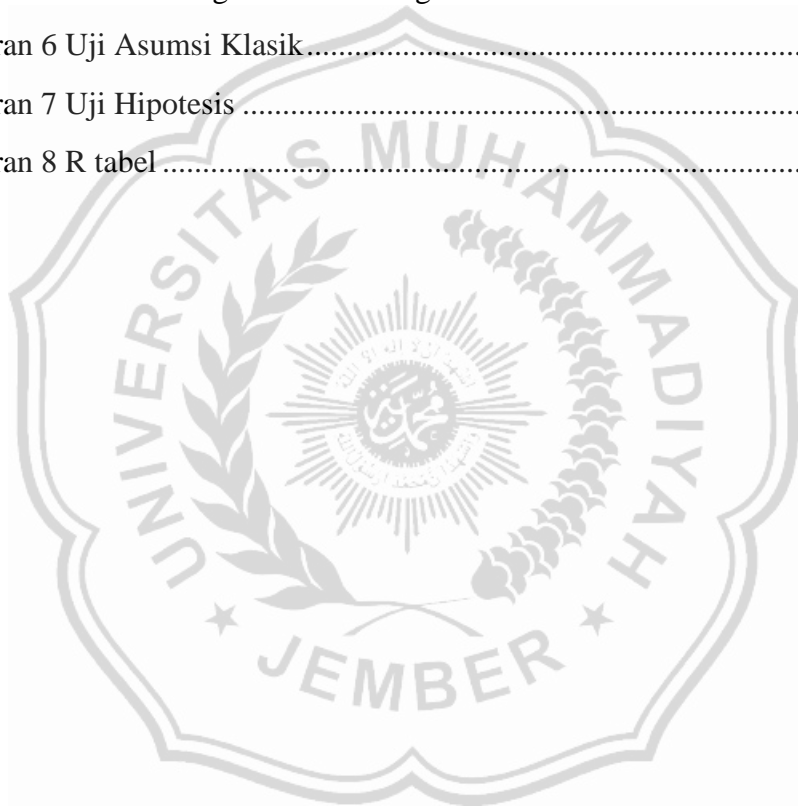 ran 6 Uji Asumsi Klasik......................................................................
ran 7 Uji Hipotesis ..............................................................................
ran 8 R tabel ........................................................................................
UNIVERSITAS MUHAMMADIYAH
JEMBER